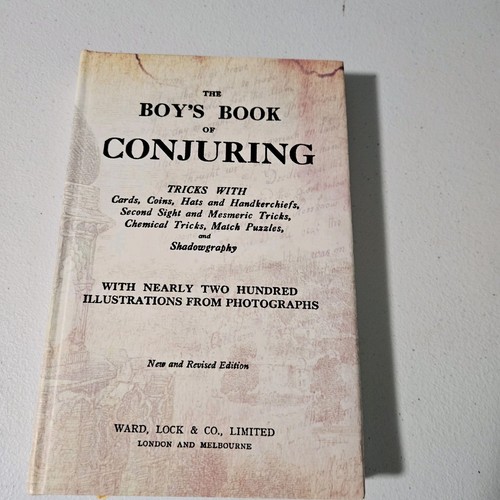 THE
BOY'S BOOK
OF
CONJURING
TRICKS WITH
Cards, Coins, Hats and Handkerchiefs,
Second Sight and Mesmeric Tricks,
Chemical Tricks, Match Puzzles,
and
Shadowgraphy
WITH NEARLY TWO HUNDRED
ILLUSTRATIONS FROM PHOTOGRAPHS
New and Revised Edition
WARD, LOCK & CO., LIMITED
LONDON AND MELBOURNE